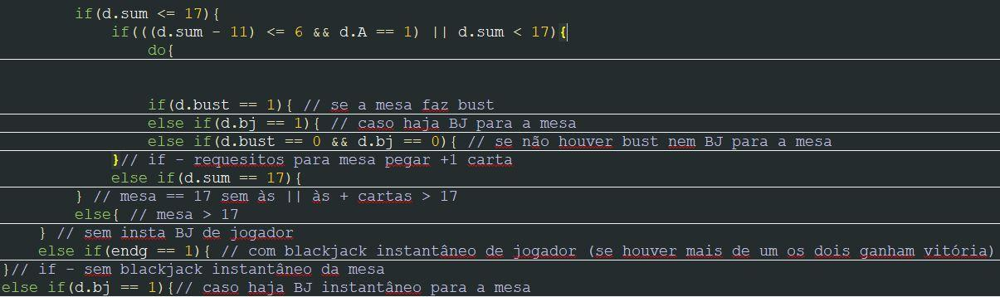 if(d.sum <= 17){
if(((d.sum - 11) <= 6 && d.A == 1) || d.sum < 17){
do{
if(d.bust == 1){ // se a mesa faz bust
else if(d.bj == 1){ // caso haja BJ para a mesa
else if(d.bust == 0 && d.bj == 0){ // se não houver bust nem BJ para a mesa
}// if - requesitos para mesa pegar +1 carta
else if(d.sum == 17){
} // mesa == 17 sem às || às + cartas > 17
else{ // mesa > 17
} // sem insta BJ de jogador
else if(endg == 1){ // com blackjack instantâneo de jogador (se houver mais de um os dois ganham vitória)
}// if - sem blackjack instantâneo da mesa
else if(d.bj == 1){// caso haja BJ instantâneo para a mesa